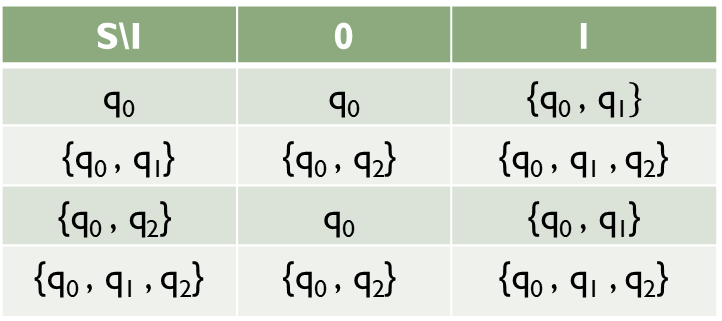 S\I 0 I
q₀ q₀ {q₀ , q₁}
{q₀ , q₁} {q₀ , q₂} {q₀ , q₁ ,q₂}
{q₀ , q₂} q₀ {q₀ , q₁}
{q₀ , q₁ ,q₂} {q₀ , q₂} {q₀ , q₁ ,q₂}